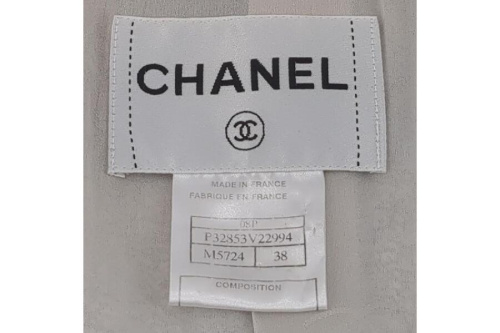 CHANEL
MADE IN FRANCE
FABRIQUE EN FRANCE
08P
P32853V22994
M5724 38
COMPOSITION